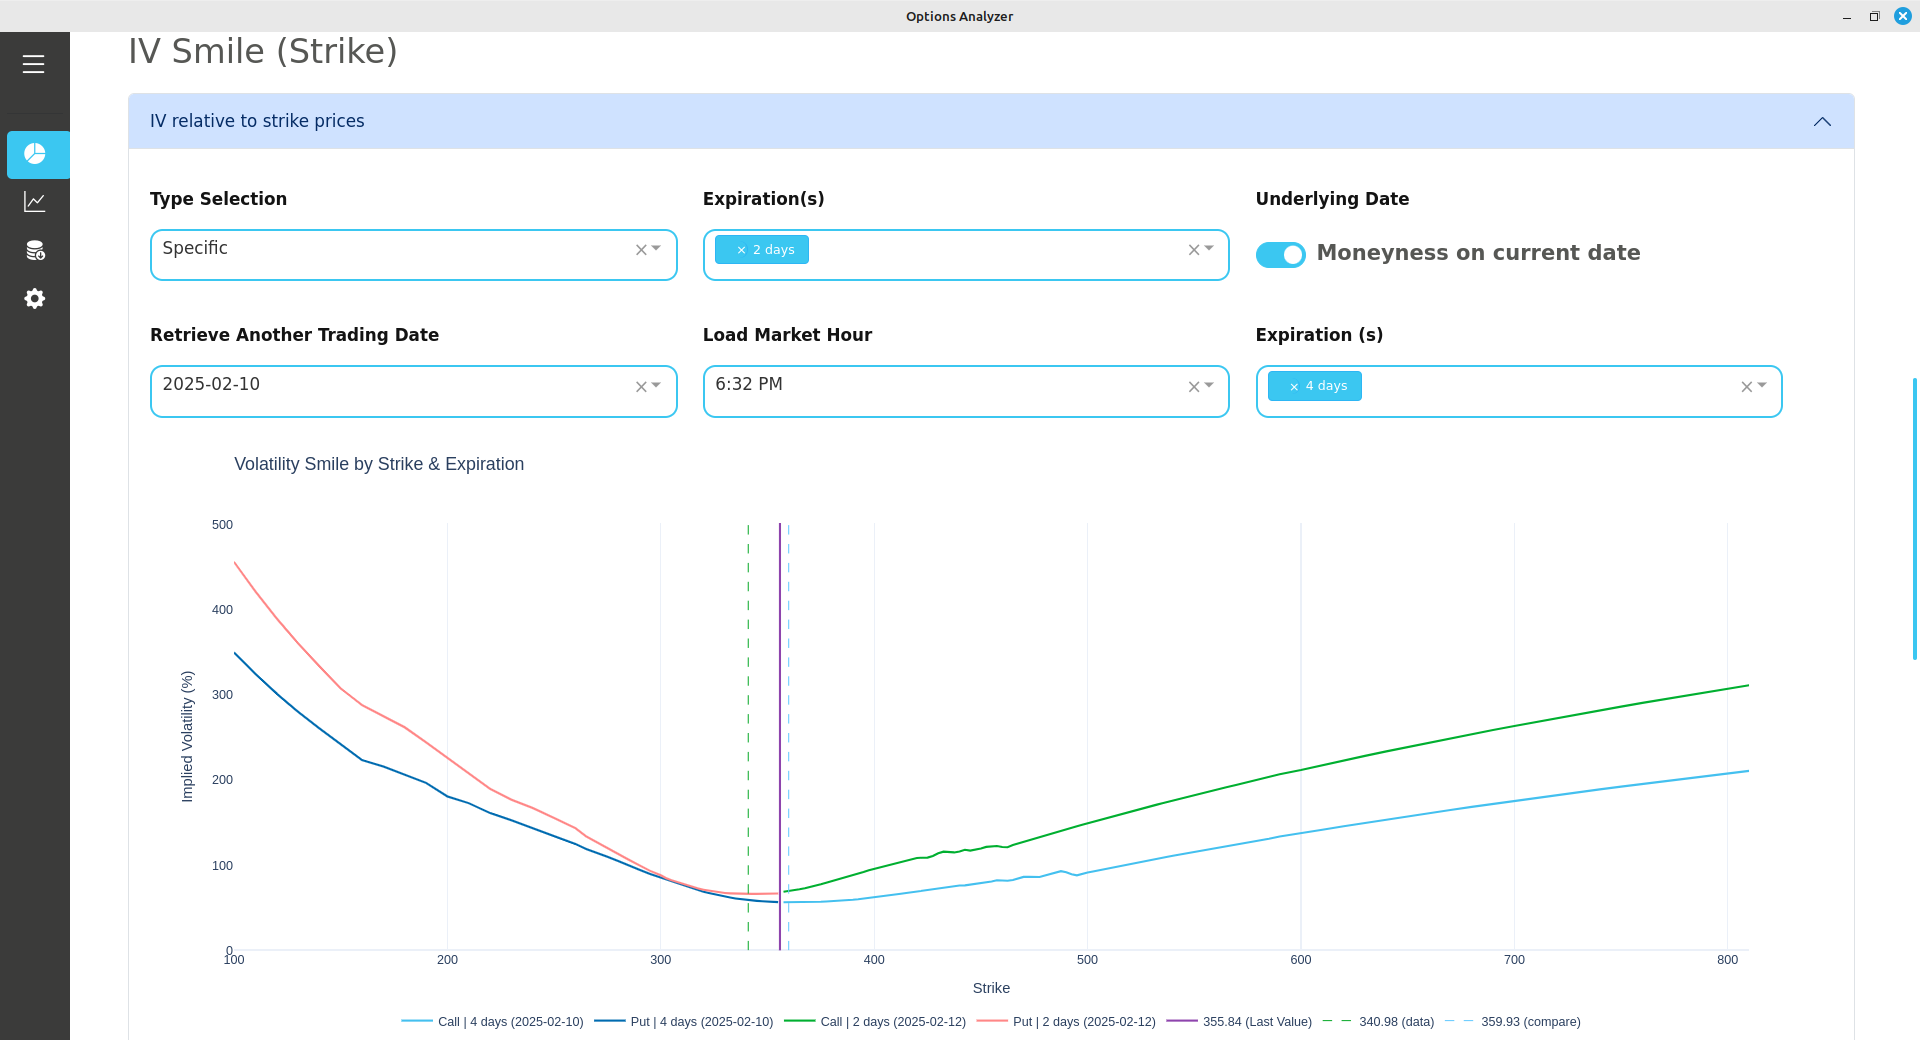 Options Analyzer
IV Smile (Strike)
IV relative to strike prices
Type Selection
Expiration(s)
Underlying Date
Specific
× 2 days
Moneyness on current date
Retrieve Another Trading Date
Load Market Hour
Expiration (s)
2025-02-10
6:32 PM
× 4 days
Volatility Smile by Strike & Expiration
500
400
300
200
100
0
Implied Volatility (%)
100 200 300 400 500 600 700 800
Strike
Call | 4 days (2025-02-10) Put | 4 days (2025-02-10) Call | 2 days (2025-02-12) Put | 2 days (2025-02-12) 355.84 (Last Value) 340.98 (data) 359.93 (compare)